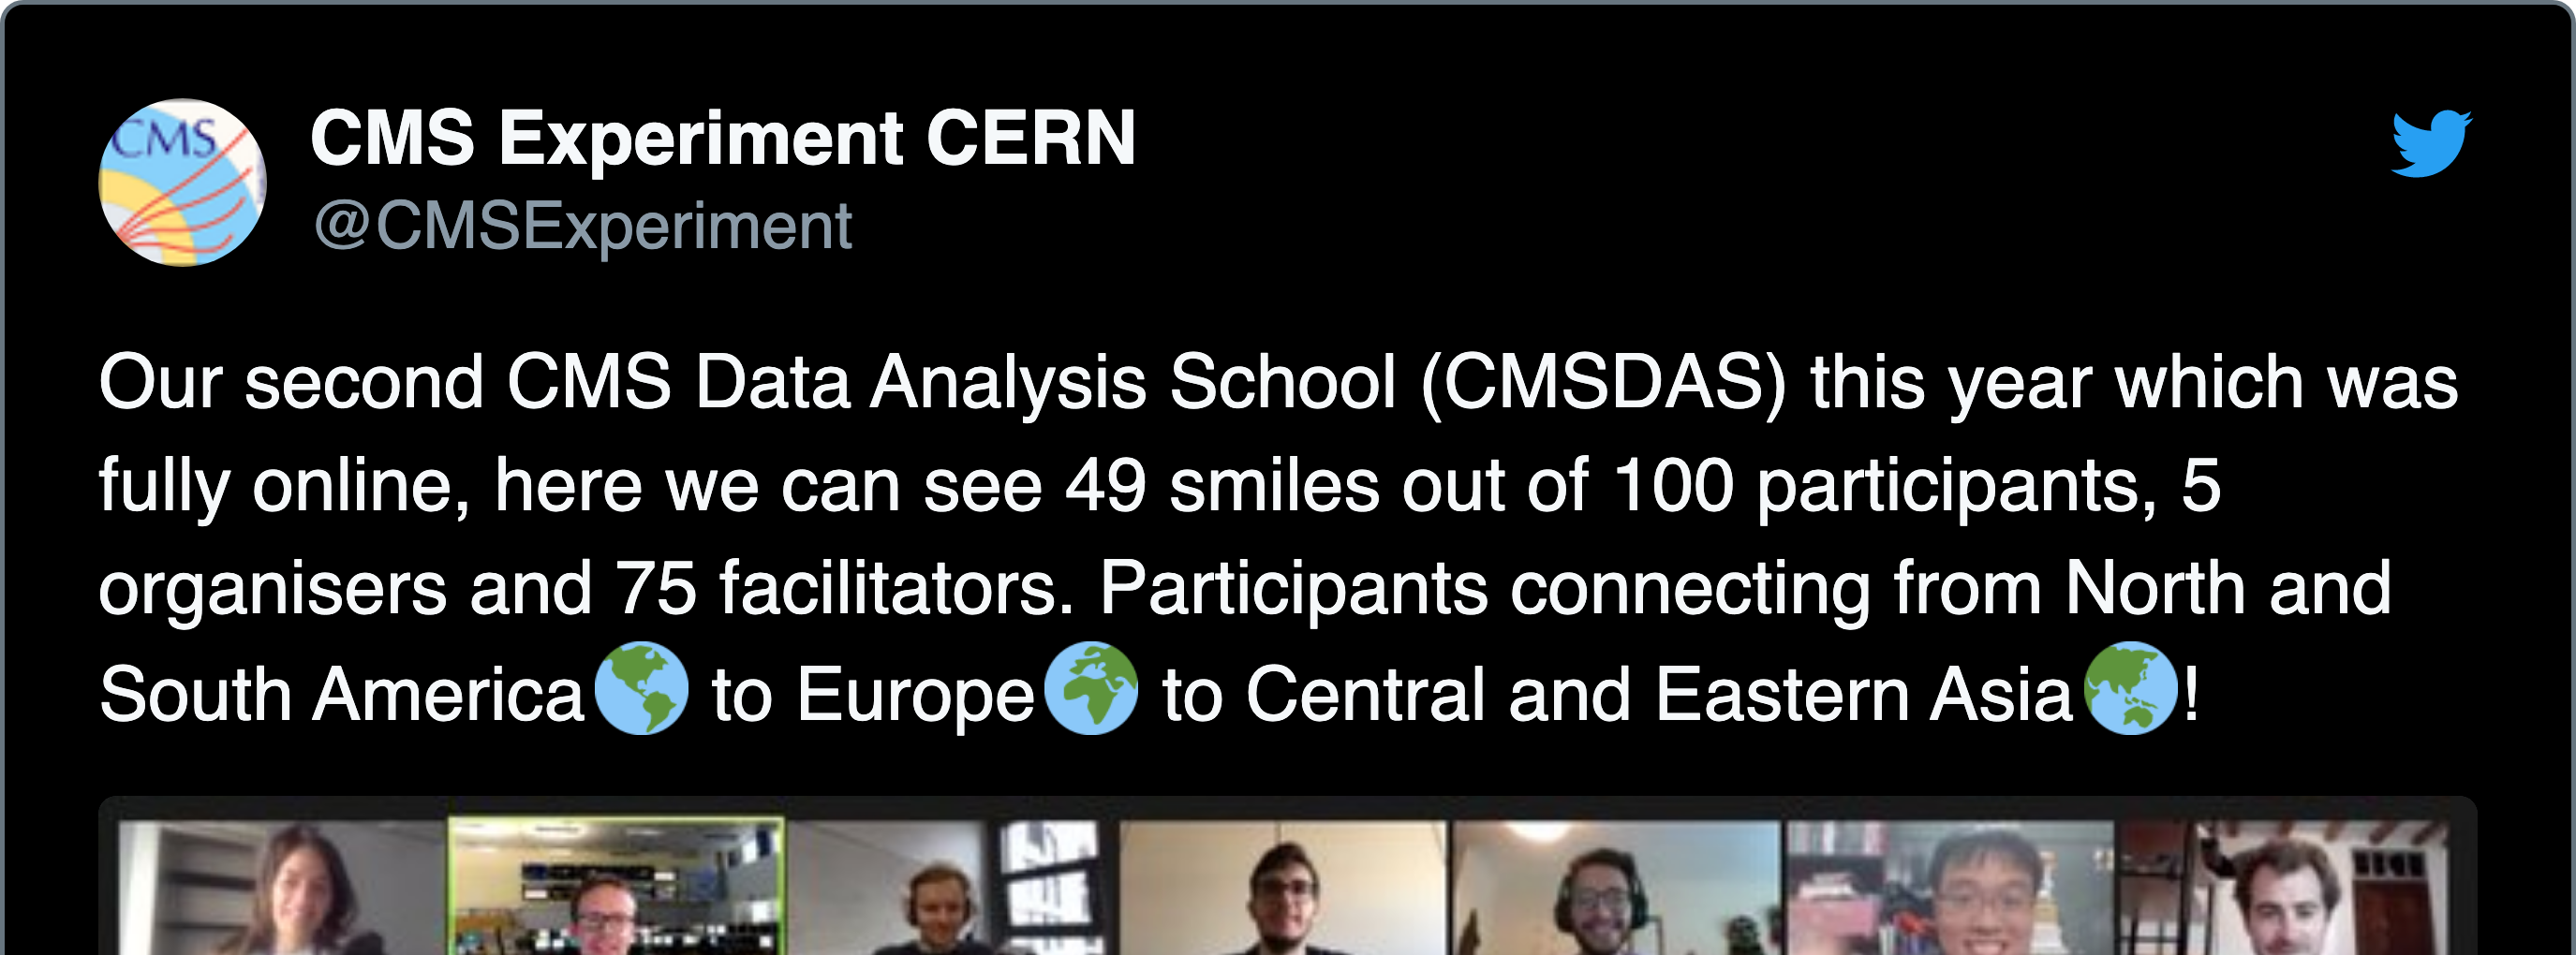 CMS
CMS Experiment CERN
@CMSExperiment
Our second CMS Data Analysis School (CMSDAS) this year which was
fully online, here we can see 49 smiles out of 100 participants, 5
organisers and 75 facilitators. Participants connecting from North and
South America🌎 to Europe🌍 to Central and Eastern Asia🌏!